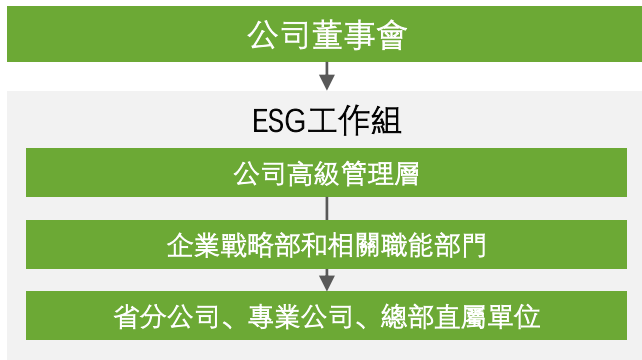 公司董事會
ESG工作組
公司高級管理層
企業戰略部和相關職能部門
省分公司、專業公司、總部直屬單位